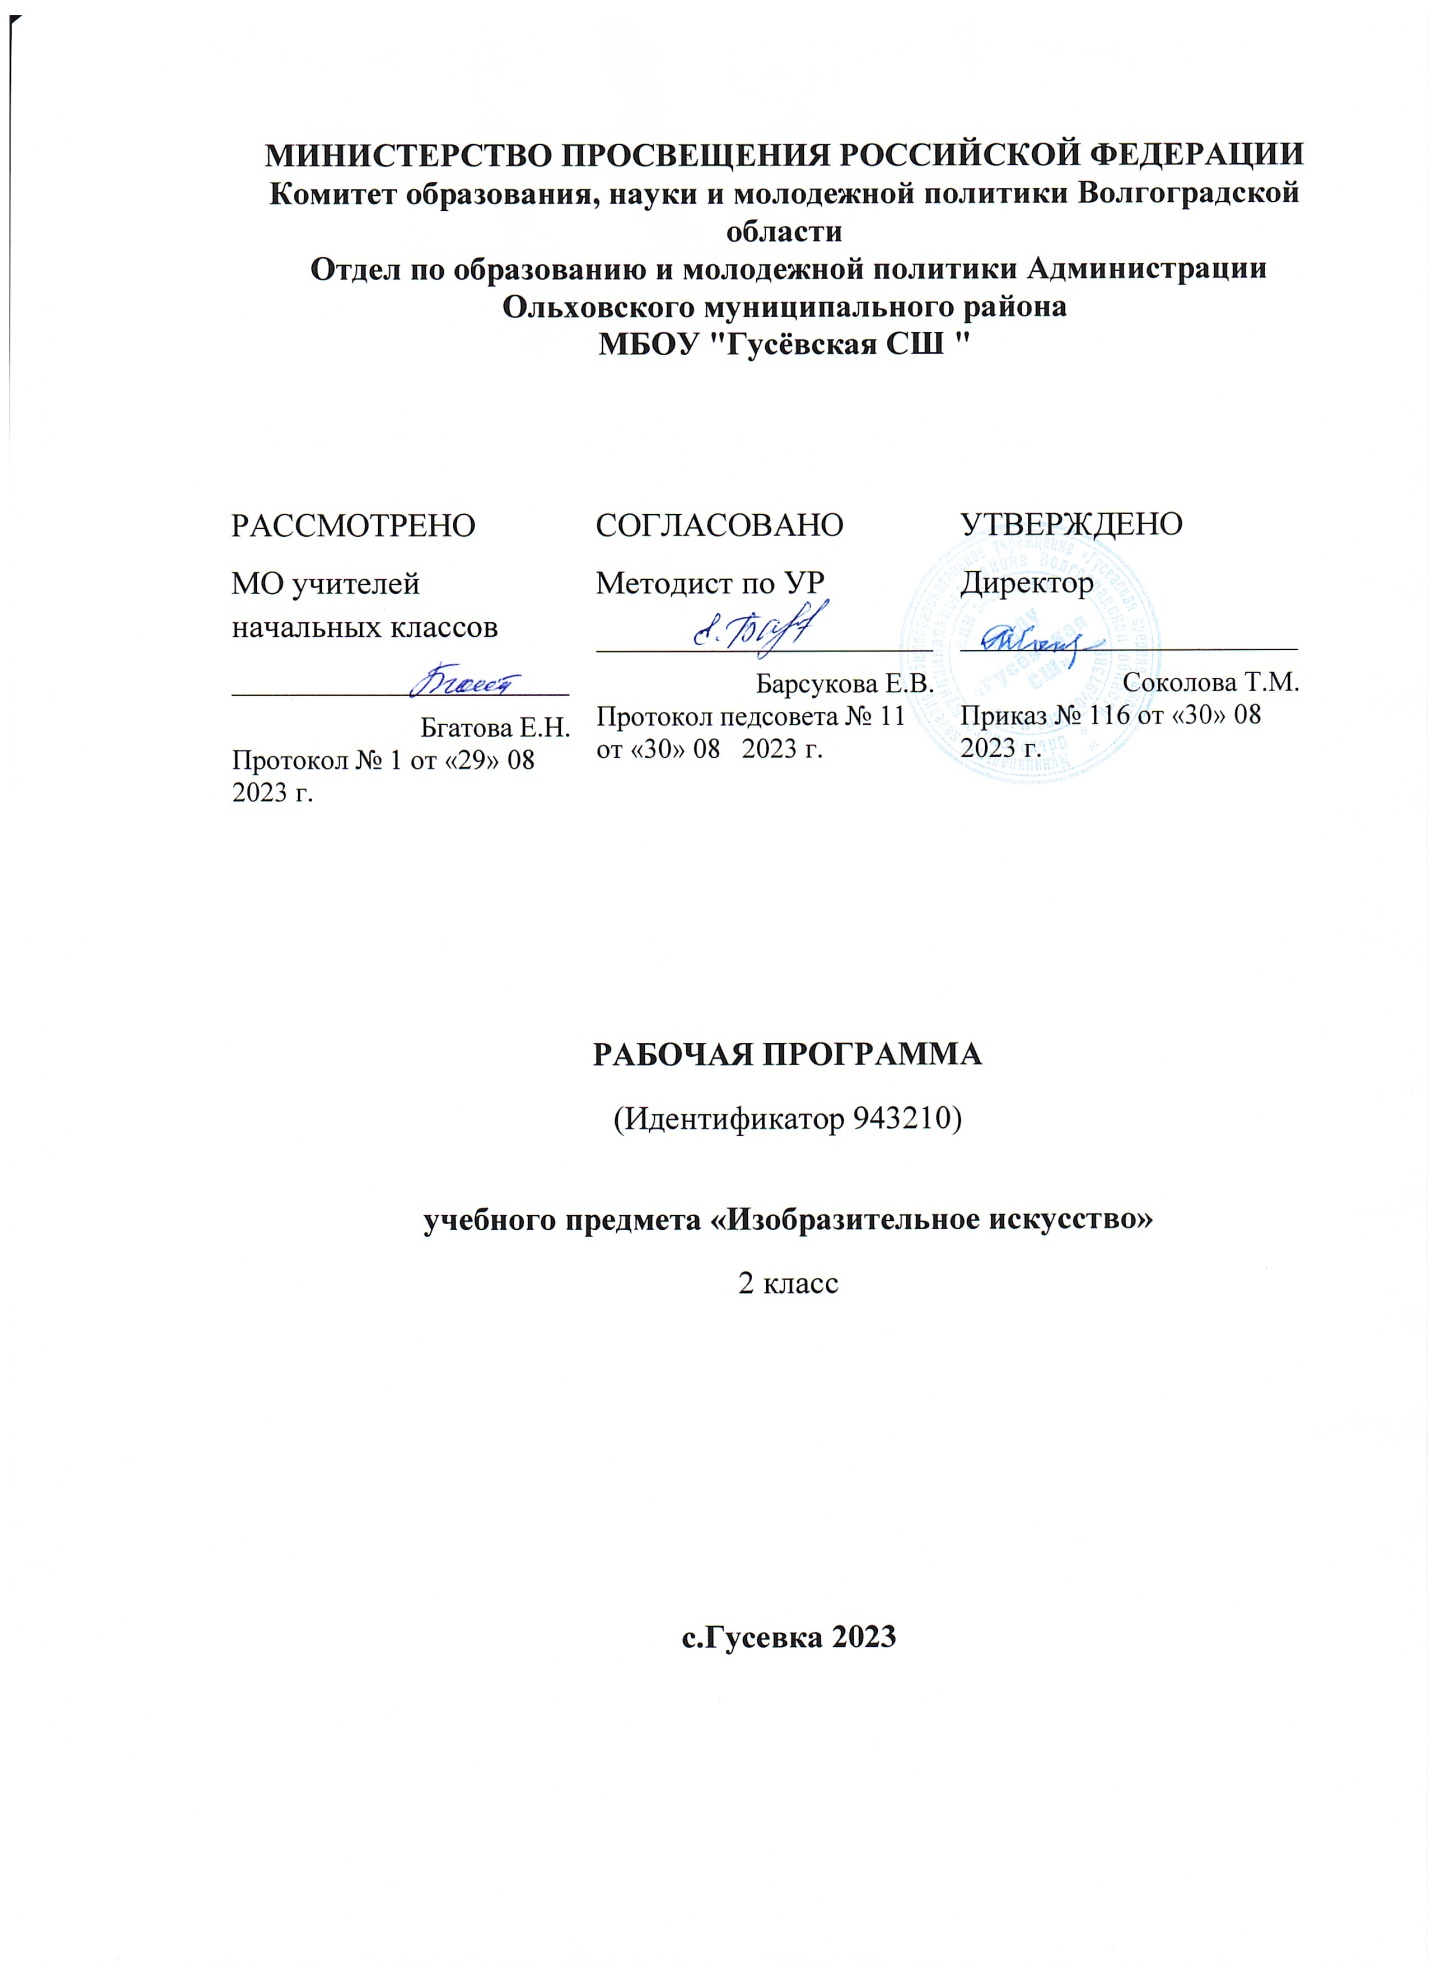 МИНИСТЕРСТВО ПРОСВЕЩЕНИЯ РОССИЙСКОЙ ФЕДЕРАЦИИ
Комитет образования, науки и молодежной политики Волгоградской
области
Отдел по образованию и молодежной политики Администрации
Ольховского муниципального района
МБОУ "Гусёвская СШ "
РАССМОТРЕНО
МО учителей
начальных классов
Бгатова Е.Н.
Протокол № 1 от «29» 08
2023 г.
СОГЛАСОВАНО
Методист по УР
Барсукова Е.В.
Протокол педсовета № 11
от «30» 08 2023 г.
УТВЕРЖДЕНО
Директор
Соколова Т.М.
Приказ № 116 от «30» 08
2023 г.
РАБОЧАЯ ПРОГРАММА
(Идентификатор 943210)
учебного предмета «Изобразительное искусство»
2 класс
с.Гусевка 2023